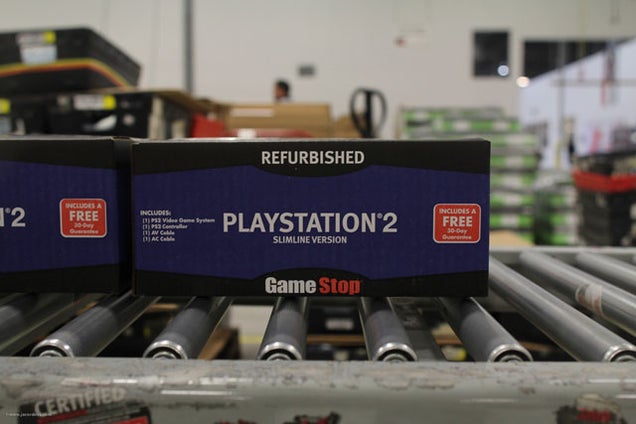 REFURBISHED
®2
INCLUDES A
FREE
30-Day
Guarantee
INCLUDES:
(1) PS2 Video Game System
(1) PS2 Controller
(1) AV Cable
(1) AC Cable
PLAYSTATION®2
SLIMLINE VERSION
INCLUDES A
FREE
30-Day
Guarantee
GameStop
CERTIFIED